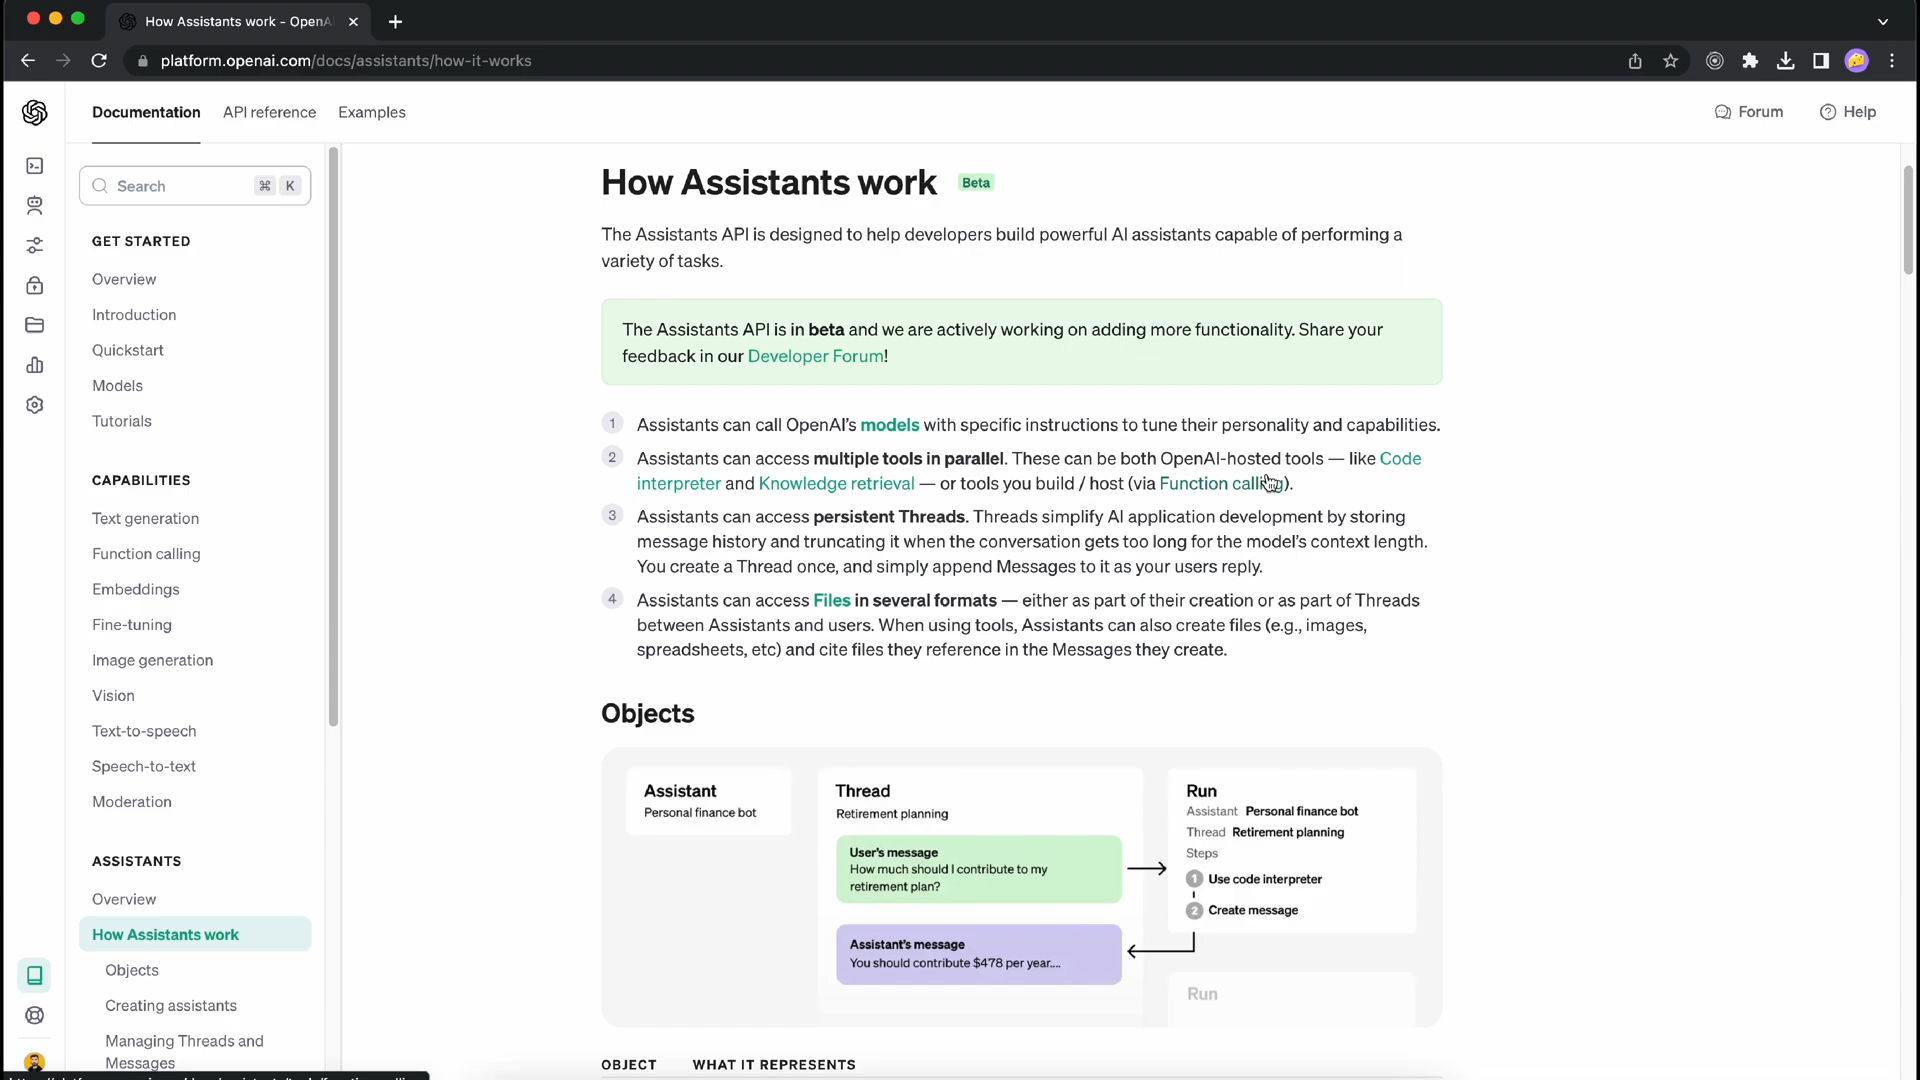 How Assistants work - OpenA
platform.openai.com/docs/assistants/how-it-works
Documentation
API reference
Examples
Forum
Help
Search
⌘ K
GET STARTED
Overview
Introduction
Quickstart
Models
Tutorials
CAPABILITIES
Text generation
Function calling
Embeddings
Fine-tuning
Image generation
Vision
Text-to-speech
Speech-to-text
Moderation
ASSISTANTS
Overview
How Assistants work
Objects
Creating assistants
Managing Threads and
Messages
How Assistants work Beta
The Assistants API is designed to help developers build powerful AI assistants capable of performing a
variety of tasks.
The Assistants API is in beta and we are actively working on adding more functionality. Share your
feedback in our Developer Forum!
1 Assistants can call OpenAI's models with specific instructions to tune their personality and capabilities.
2 Assistants can access multiple tools in parallel. These can be both OpenAI-hosted tools — like Code
interpreter and Knowledge retrieval — or tools you build / host (via Function calling).
3 Assistants can access persistent Threads. Threads simplify AI application development by storing
message history and truncating it when the conversation gets too long for the model's context length.
You create a Thread once, and simply append Messages to it as your users reply.
4 Assistants can access Files in several formats — either as part of their creation or as part of Threads
between Assistants and users. When using tools, Assistants can also create files (e.g., images,
spreadsheets, etc) and cite files they reference in the Messages they create.
Objects
Assistant
Personal finance bot
Thread
Retirement planning
User's message
How much should I contribute to my
retirement plan?
Assistant's message
You should contribute $478 per year....
Run
Assistant Personal finance bot
Thread Retirement planning
Steps
1 Use code interpreter
2 Create message
Run
OBJECT WHAT IT REPRESENTS